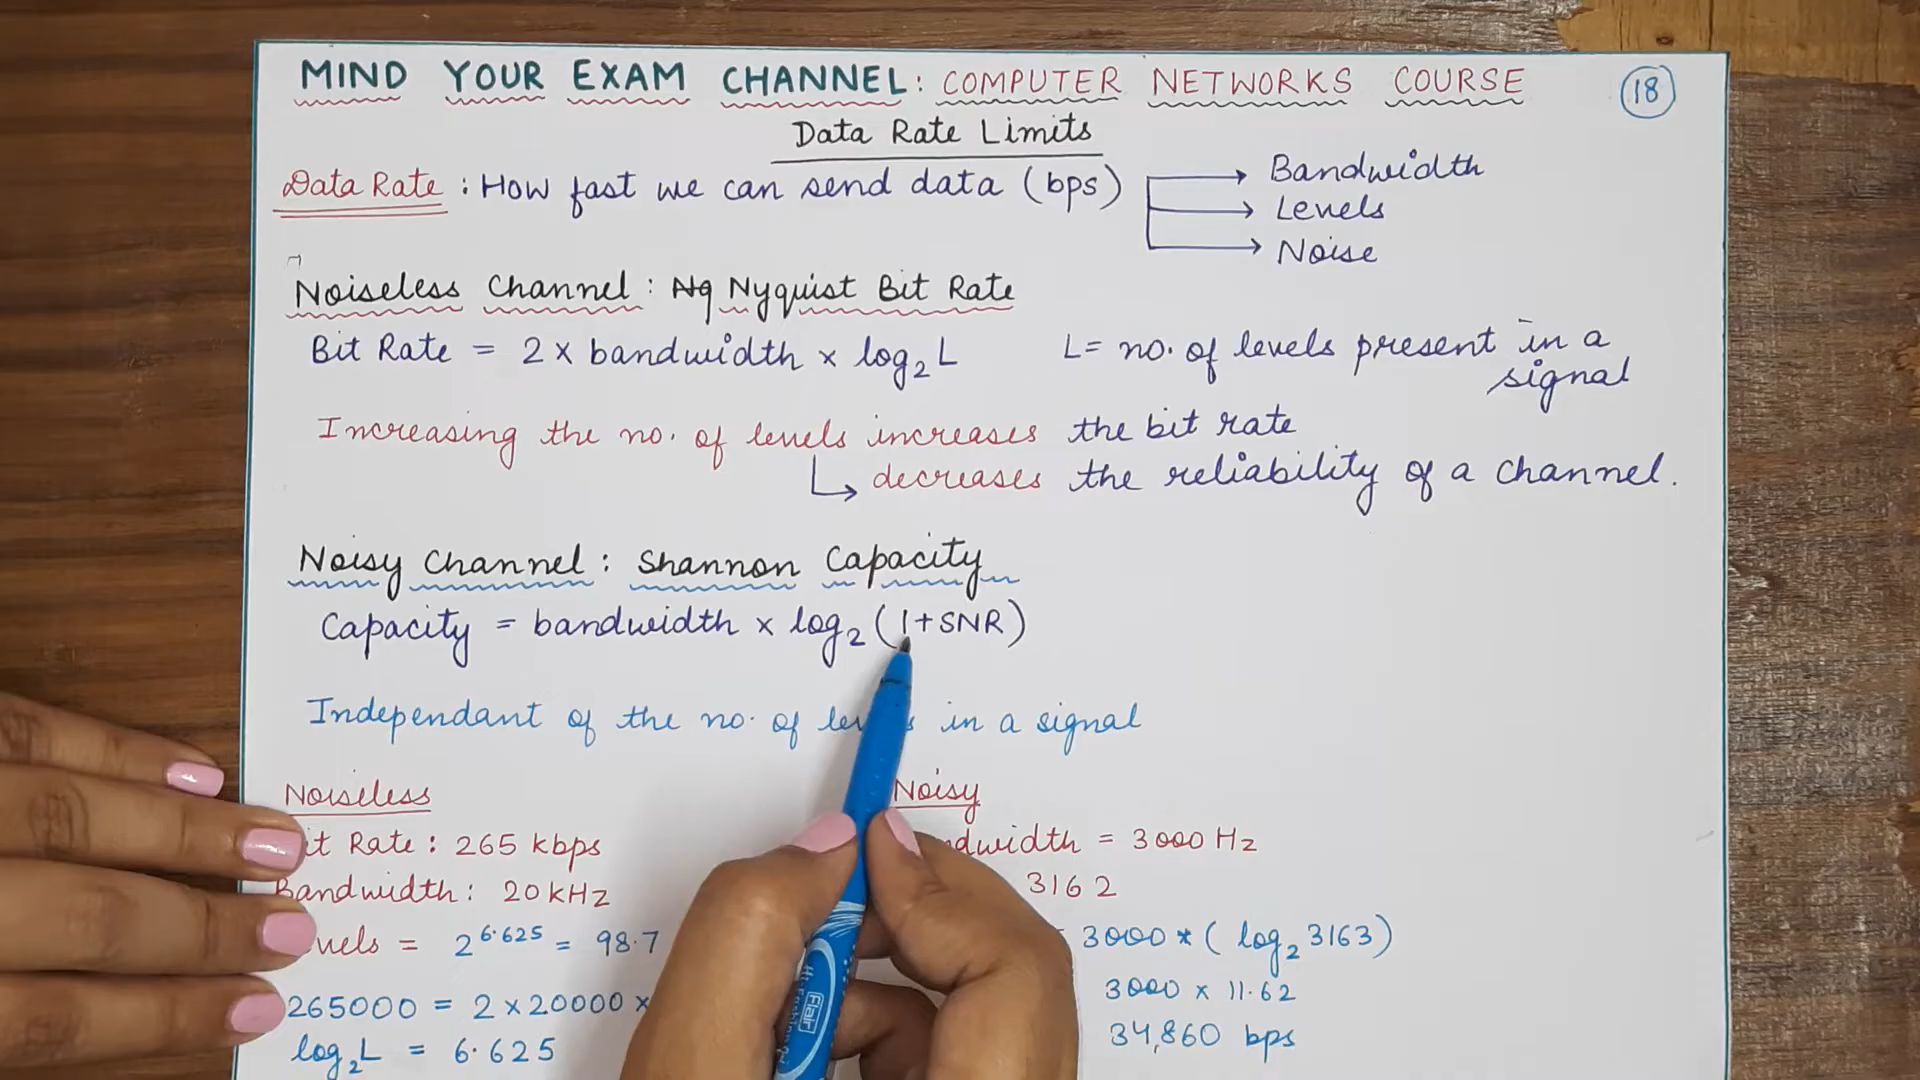 MIND YOUR EXAM CHANNEL: COMPUTER NETWORKS COURSE
18
Data Rate Limits
Data Rate : How fast we can send data (bps)
Bandwidth
Levels
Noise
Noiseless Channel : Nq Nyquist Bit Rate
Bit Rate = 2 x bandwidth x log2 L
L = no. of levels present in a
signal
Increasing the no. of levels increases the bit rate
decreases the reliability of a channel.
Noisy Channel : Shannon Capacity
Capacity = bandwidth x log2 (1+SNR)
Independant of the no. of in a signal
Noiseless
it Rate : 265 kbps
Bandwidth : 20 kHz
vels = 2^6.625 = 98.7
265000 = 2 x 20000 x
log2 L = 6.625
Noisy
dwidth = 3000 Hz
3162
= 3000 * ( log2 3163)
3000 x 11.62
34,860 bps
Flair